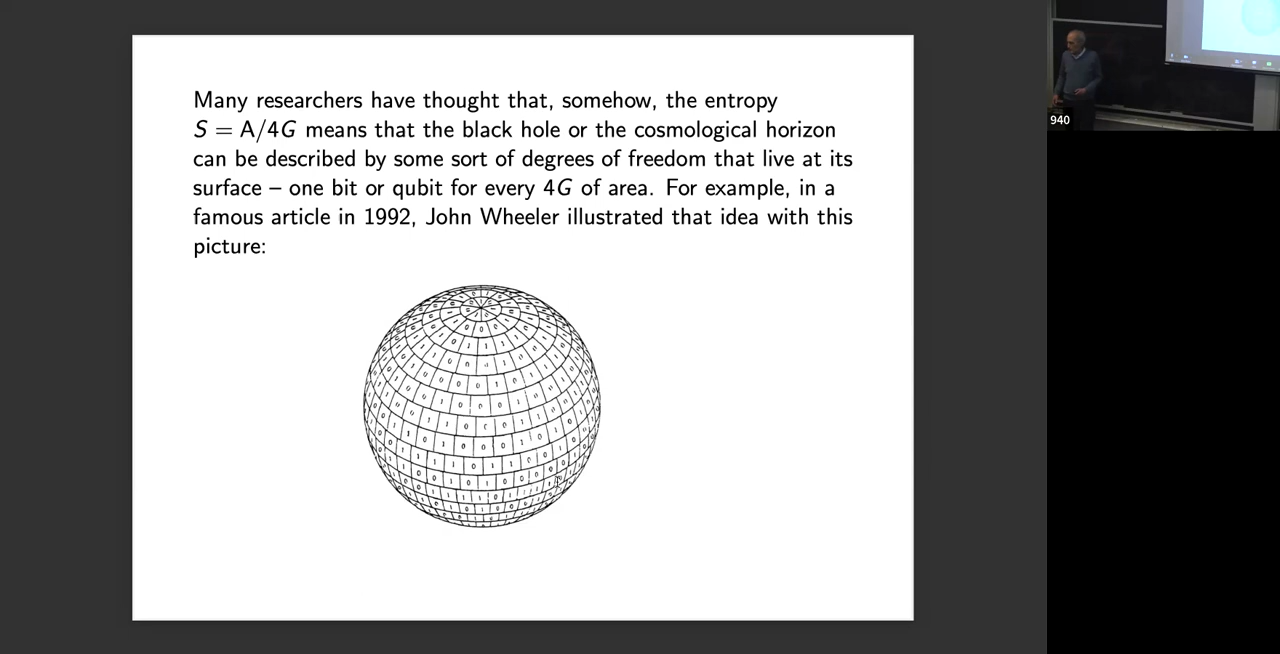 Many researchers have thought that, somehow, the entropy
S = A/4G means that the black hole or the cosmological horizon
can be described by some sort of degrees of freedom that live at its
surface – one bit or qubit for every 4G of area. For example, in a
famous article in 1992, John Wheeler illustrated that idea with this
picture:
940